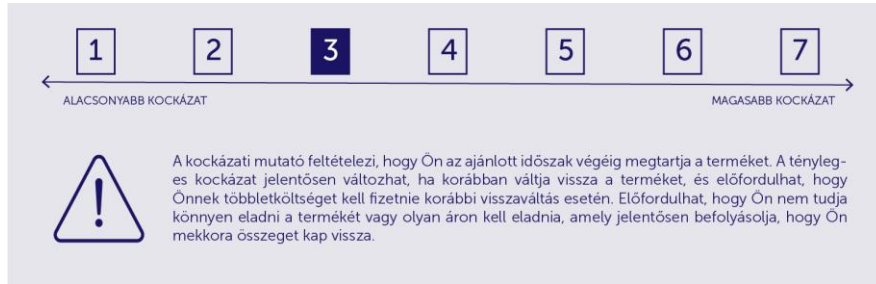 1 2 3 4 5 6 7
ALACSONYABB KOCKÁZAT MAGASABB KOCKÁZAT
A kockázati mutató feltételezi, hogy Ön az ajánlott időszak végéig megtartja a terméket. A tényleg-
es kockázat jelentősen változhat, ha korábban váltja vissza a terméket, és előfordulhat, hogy
Önnek többletköltséget kell fizetnie korábbi visszaváltás esetén. Előfordulhat, hogy Ön nem tudja
könnyen eladni a termékét vagy olyan áron kell eladnia, amely jelentősen befolyásolja, hogy Ön
mekkora összeget kap vissza.